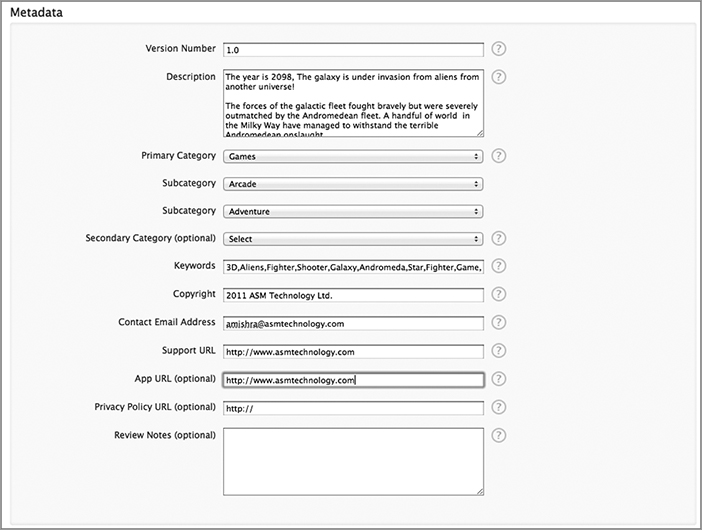 Metadata
Version Number 1.0 ?
Description The year is 2098, The galaxy is under invasion from aliens from ?
another universe!
The forces of the galactic fleet fought bravely but were severely
outmatched by the Andromedean fleet. A handful of world in
the Milky Way have managed to withstand the terrible
Andromedean onslaught
Primary Category Games ?
Subcategory Arcade
Subcategory Adventure
Secondary Category (optional) Select ?
Keywords 3D,Aliens,Fighter,Shooter,Galaxy,Andromeda,Star,Fighter,Game, ?
Copyright 2011 ASM Technology Ltd. ?
Contact Email Address amishra@asmtechnology.com ?
Support URL http://www.asmtechnology.com ?
App URL (optional) http://www.asmtechnology.com ?
Privacy Policy URL (optional) http:// ?
Review Notes (optional) ?